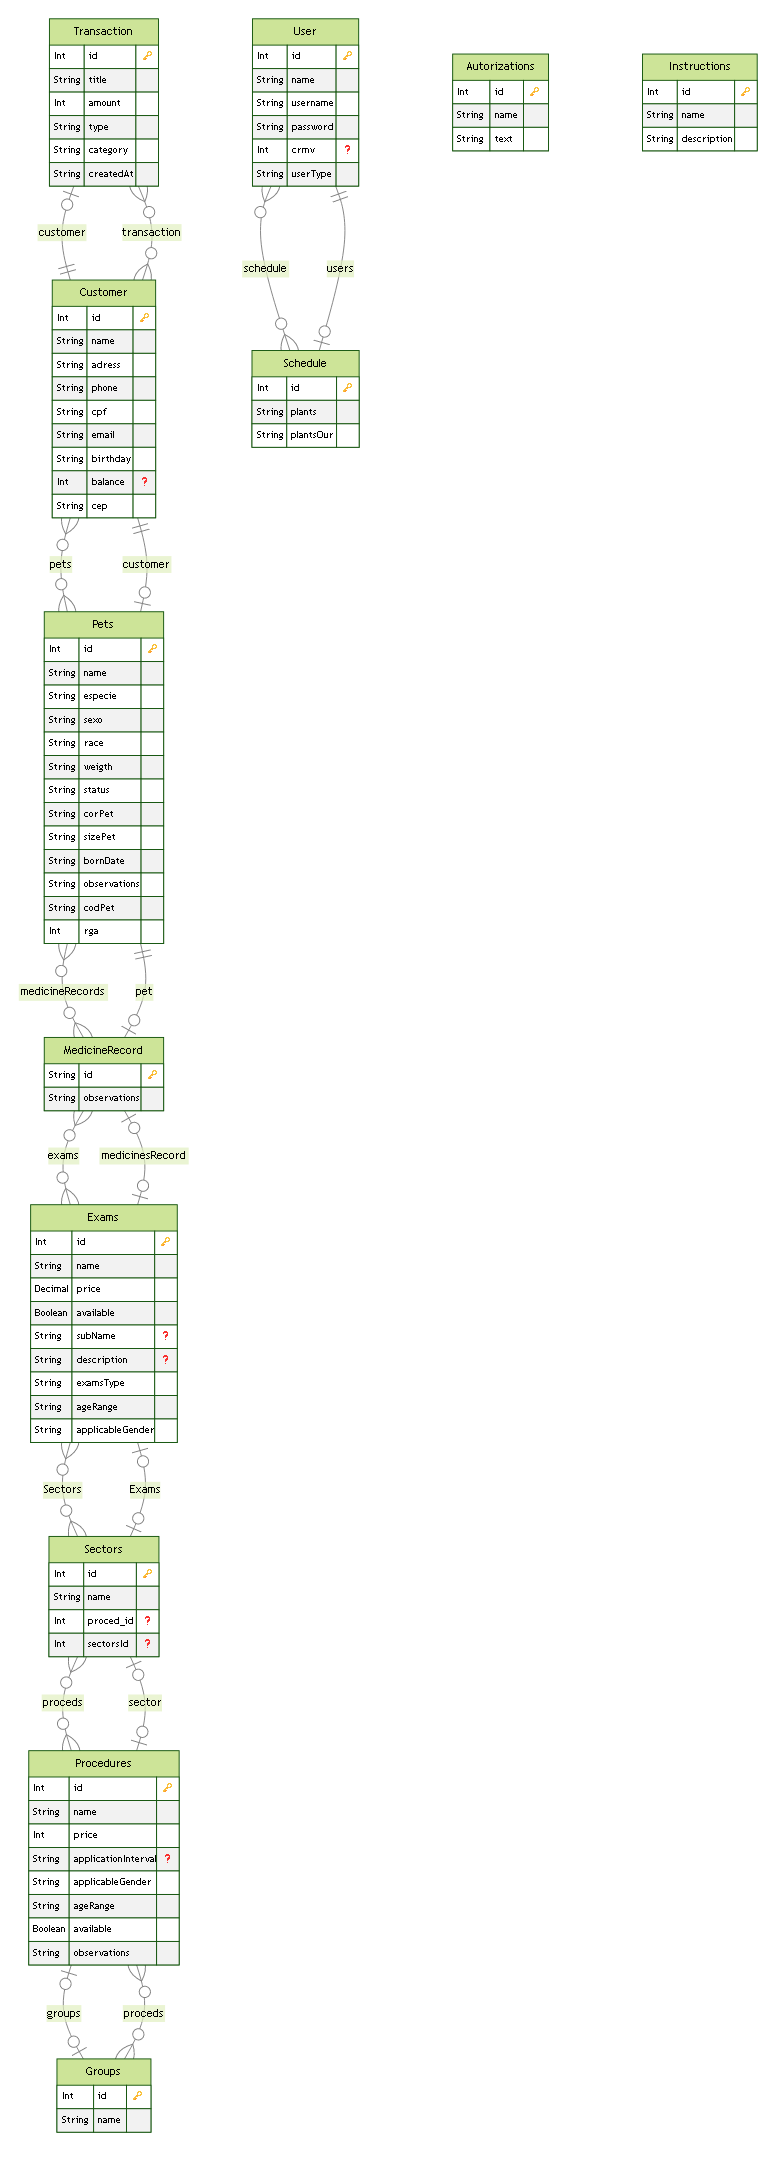 Transaction
Int id
String title
Int amount
String type
String category
String createdAt
customer
transaction
Customer
Int id
String name
String adress
String phone
String cpf
String email
String birthday
Int balance ?
String cep
pets
customer
Pets
Int id
String name
String especie
String sexo
String race
String weigth
String status
String corPet
String sizePet
String bornDate
String observations
String codPet
Int rga
medicineRecords
pet
MedicineRecord
String id
String observations
exams
medicinesRecord
Exams
Int id
String name
Decimal price
Boolean available
String subName ?
String description ?
String examsType
String ageRange
String applicableGender
Sectors
Exams
Sectors
Int id
String name
Int proced_id ?
Int sectorsId ?
proceds
sector
Procedures
Int id
String name
Int price
String applicationInterval ?
String applicableGender
String ageRange
Boolean available
String observations
groups
proceds
Groups
Int id
String name
User
Int id
String name
String username
String password
Int crmv ?
String userType
schedule
users
Schedule
Int id
String plants
String plantsOur
Autorizations
Int id
String name
String text
Instructions
Int id
String name
String description